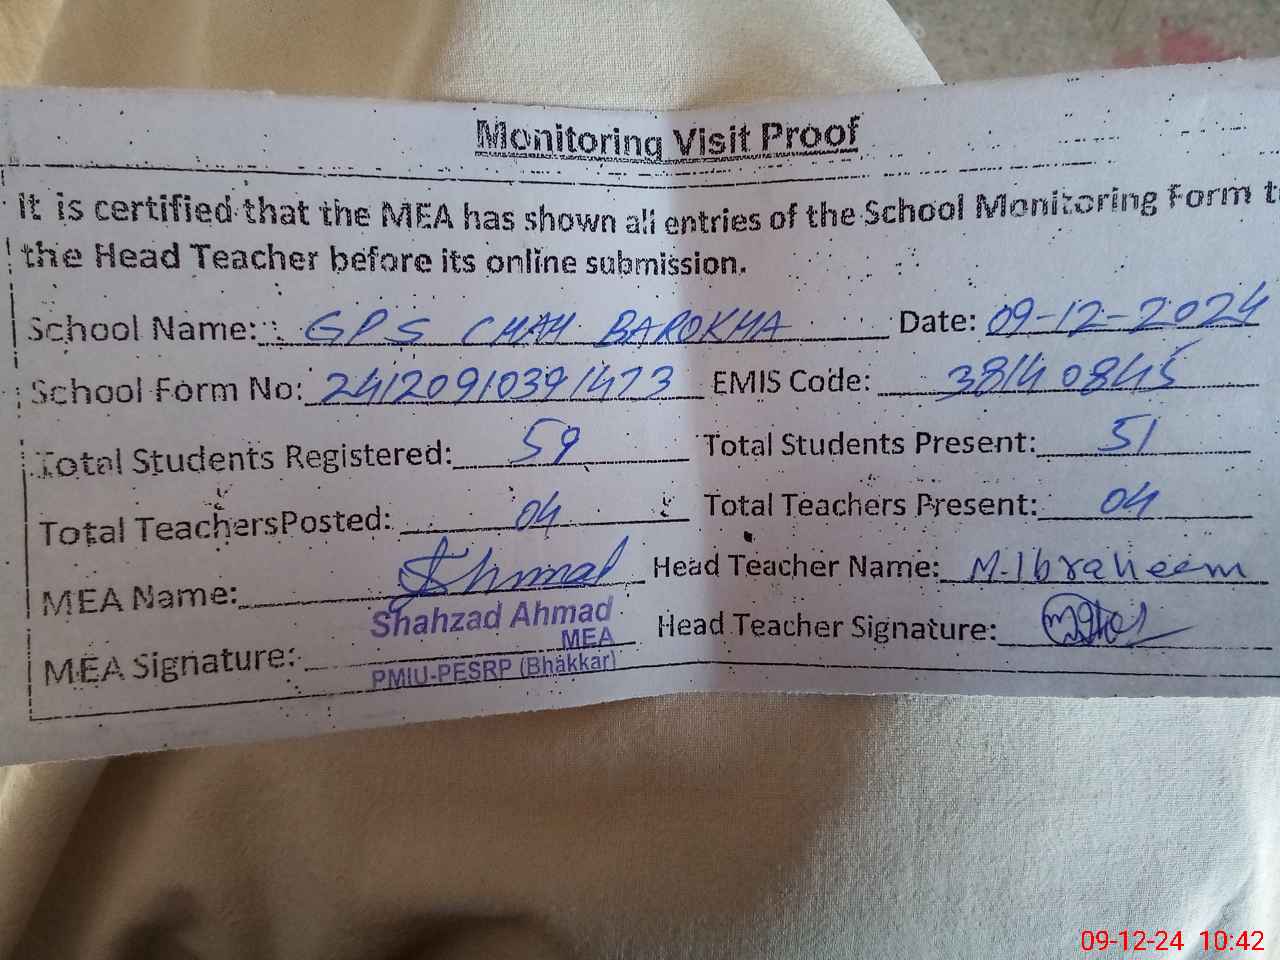 Monitoring Visit Proof
It is certified that the MEA has shown all entries of the School Monitoring Form to
the Head Teacher before its online submission.
School Name: GPS CHAH BAROKHA Date: 09-12-2024
School Form No: 24120910391473 EMIS Code: 38140845
Total Students Registered: 59 Total Students Present: 51
Total TeachersPosted: 04 Total Teachers Present: 04
MEA Name: Head Teacher Name: M.Ibraheem
Shahzad Ahmad
MEA
MEA Signature: Head Teacher Signature:
PMIU-PESRP (Bhakkar)
09-12-24 10:42